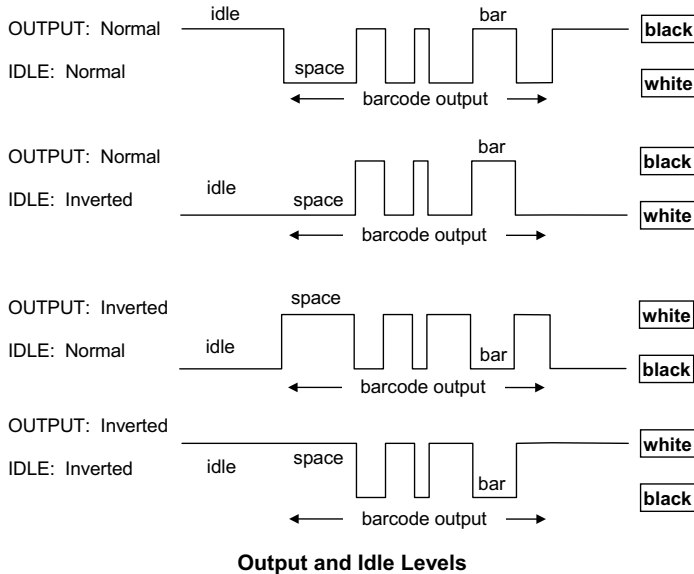 idle
bar
OUTPUT: Normal
black
IDLE: Normal
space
white
barcode output
OUTPUT: Normal
bar
black
idle
IDLE: Inverted
space
white
barcode output
space
OUTPUT: Inverted
white
IDLE: Normal
idle
bar
black
barcode output
OUTPUT: Inverted
white
IDLE: Inverted
idle
space
bar
black
barcode output
Output and Idle Levels